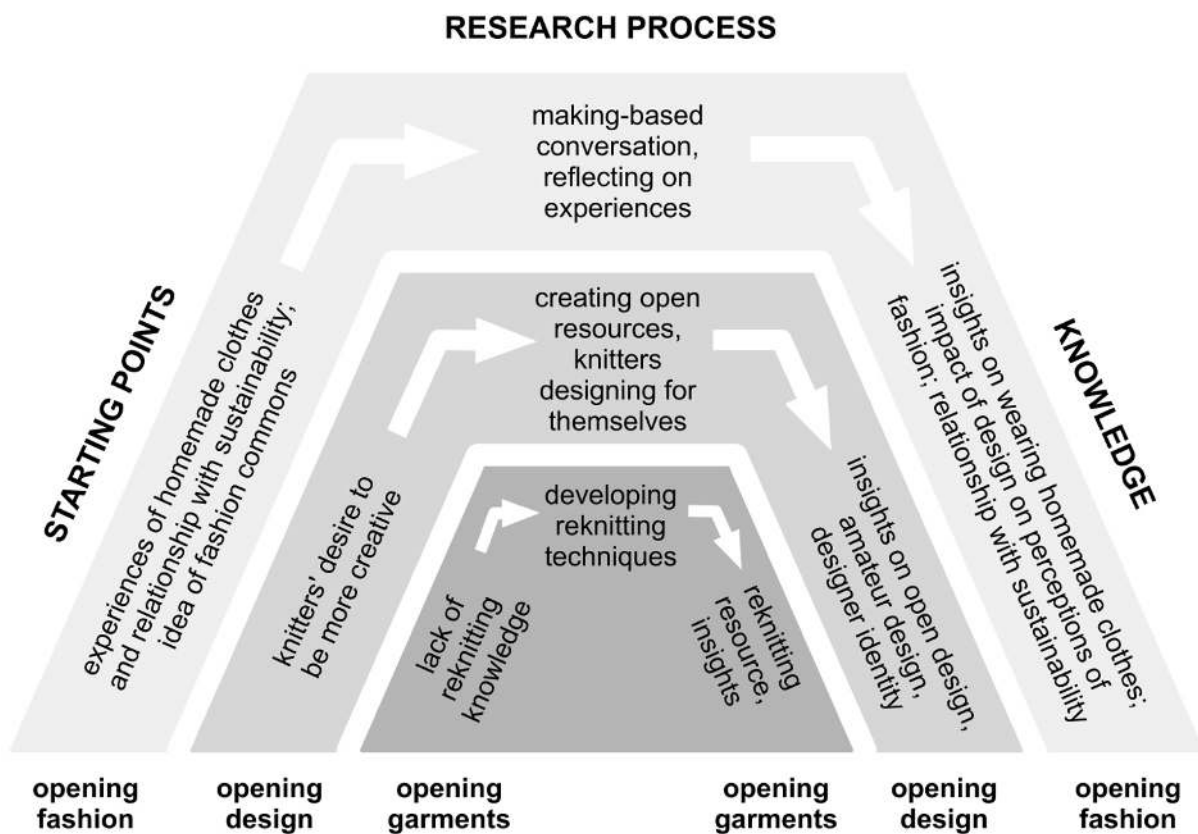 RESEARCH PROCESS
STARTING POINTS
experiences of homemade clothes
and relationship with sustainability;
idea of fashion commons
making-based
conversation,
reflecting on
experiences
insights on wearing homemade clothes;
impact of design on perceptions of
fashion; relationship with sustainability
KNOWLEDGE
knitters' desire to
be more creative
creating open
resources,
knitters
designing for
themselves
insights on open design,
amateur design,
designer identity
lack of
reknitting
knowledge
developing
reknitting
techniques
reknitting
resource,
insights
opening
fashion
opening
design
opening
garments
opening
garments
opening
design
opening
fashion